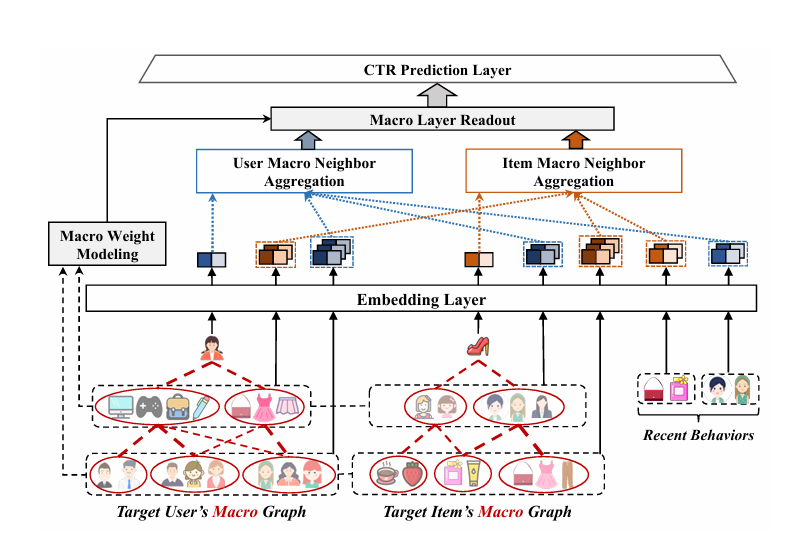 CTR Prediction Layer
Macro Layer Readout
User Macro Neighbor
Aggregation
Item Macro Neighbor
Aggregation
Macro Weight
Modeling
Embedding Layer
Recent Behaviors
Target User's Macro Graph
Target Item's Macro Graph